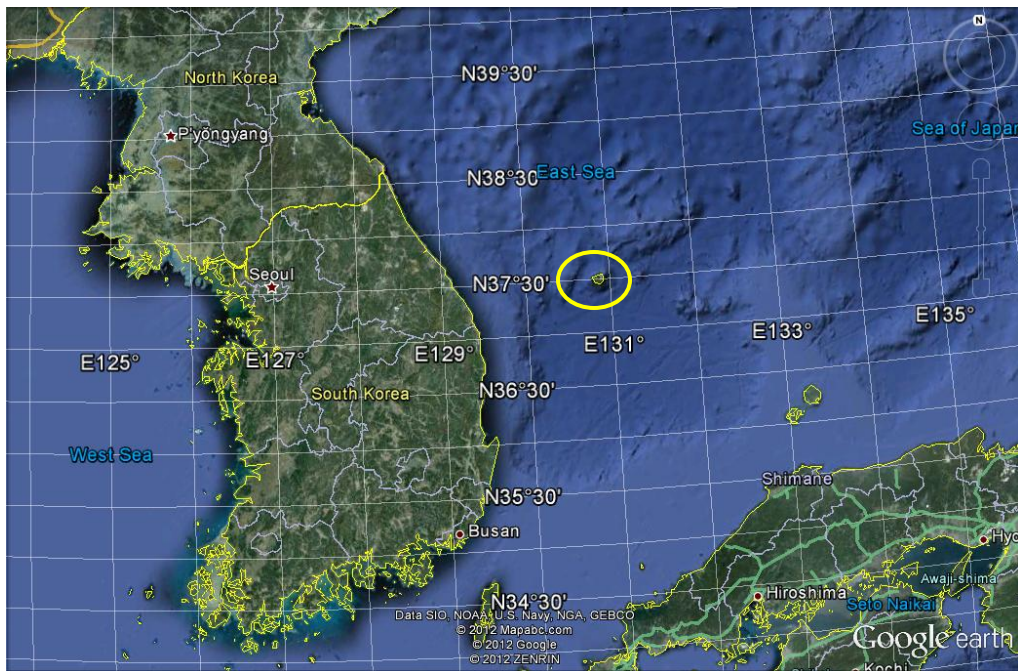 N
N39°30'
North Korea
P'yŏngyang
Sea of Japan
N38°30'
East Sea
Seoul
N37°30'
E135°
E133°
E131°
E129°
E127°
E125°
N36°30'
South Korea
West Sea
Shimane
N35°30'
Busan
Hyo
Awaji-shima
Hiroshima
Seto Naikai
N34°30'
Data SIO, NOAA, U.S. Navy, NGA, GEBCO
© 2012 Mapabc.com
© 2012 Google
© 2012 ZENRIN
Google earth
Kochi